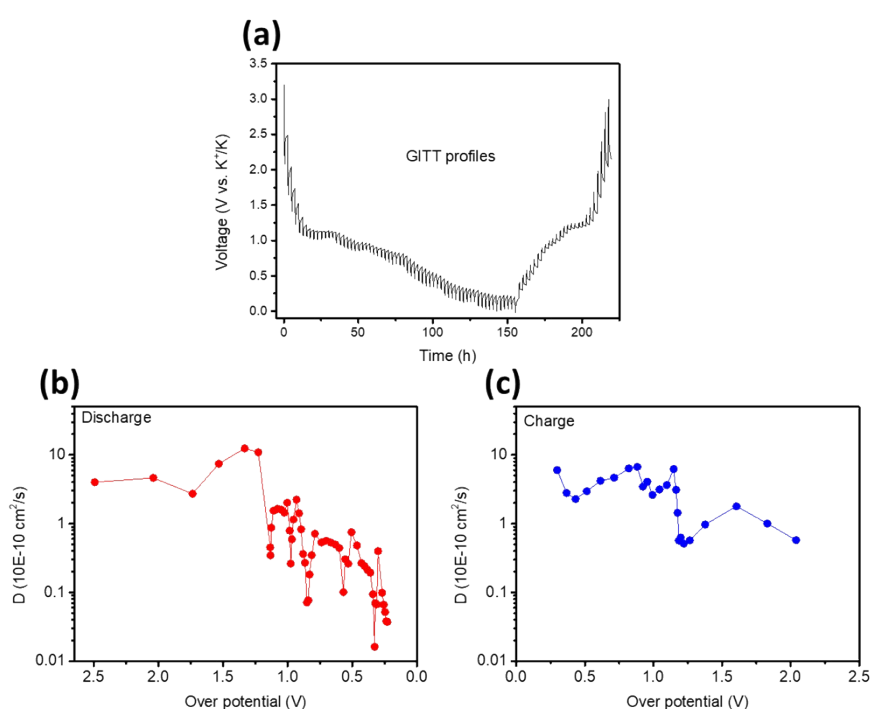 (a)
3.5
3.0
2.5
2.0
1.5
1.0
0.5
0.0
Voltage (V vs. K⁺/K)
GITT profiles
0 50 100 150 200
Time (h)
(b)
Discharge
10
1
0.1
0.01
D (10E-10 cm²/s)
2.5 2.0 1.5 1.0 0.5 0.0
Over potential (V)
(c)
Charge
10
1
0.1
0.01
D (10E-10 cm²/s)
0.0 0.5 1.0 1.5 2.0 2.5
Over potential (V)